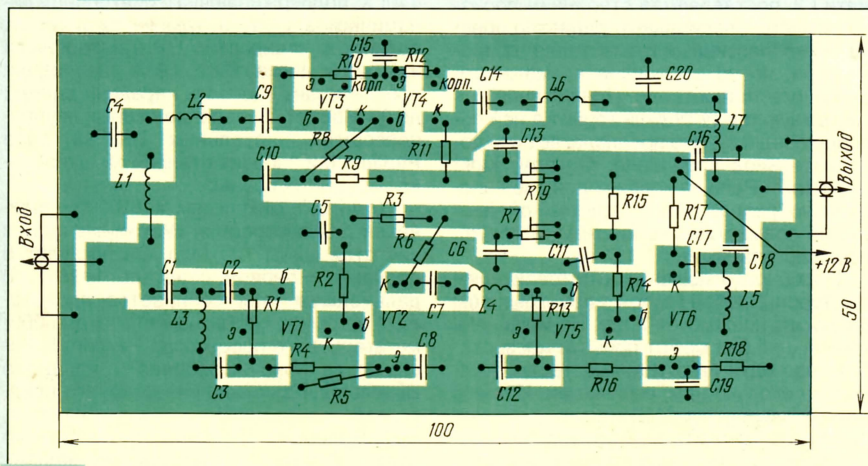 C15
R10
R12
C20
C4
L2
C9
э
корп
э
корп.
C14
L6
VT3
VT4
L7
б
к
б
к
R8
R11
C13
C16
C10
R9
R19
Выход
L1
R3
R15
R17
C5
R7
Вход
R6
C6
C11
C17
C18
+12 В
C1
C2
б
R2
к
C7
L4
б
R14
к
R1
L3
VT1
VT2
R13
VT5
VT6
L5
50
э
к
б
э
к
б
C3
R4
э
C8
C12
R16
э
R18
R5
C19
100